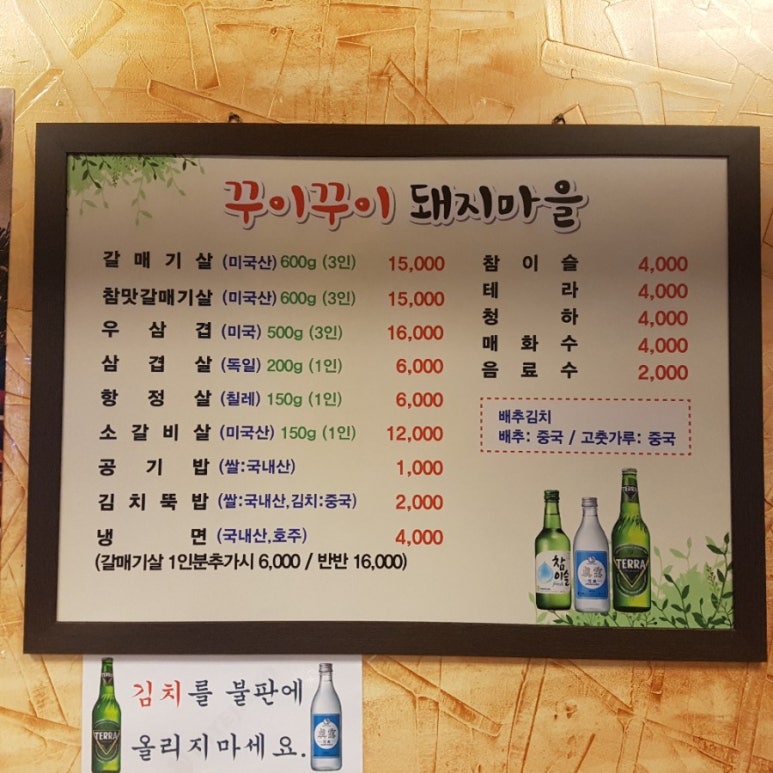 꾸이꾸이 돼지마을
갈매기살 (미국산) 600g (3인) 15,000
참맛갈매기살 (미국산) 600g (3인) 15,000
우삼겹 (미국) 500g (3인) 16,000
삼겹살 (독일) 200g (1인) 6,000
항정살 (칠레) 150g (1인) 6,000
소갈비살 (미국산) 150g (1인) 12,000
공기밥 (쌀:국내산) 1,000
김치뚝밥 (쌀:국내산,김치:중국) 2,000
냉면 (국내산,호주) 4,000
(갈매기살 1인분추가시 6,000 / 반반 16,000)
참이슬 4,000
테라 4,000
청하 4,000
매화수 4,000
음료수 2,000
배추김치
배추: 중국 / 고춧가루: 중국
참이슬
眞露
TERRA
김치를 불판에
올리지마세요.
TERRA
眞露